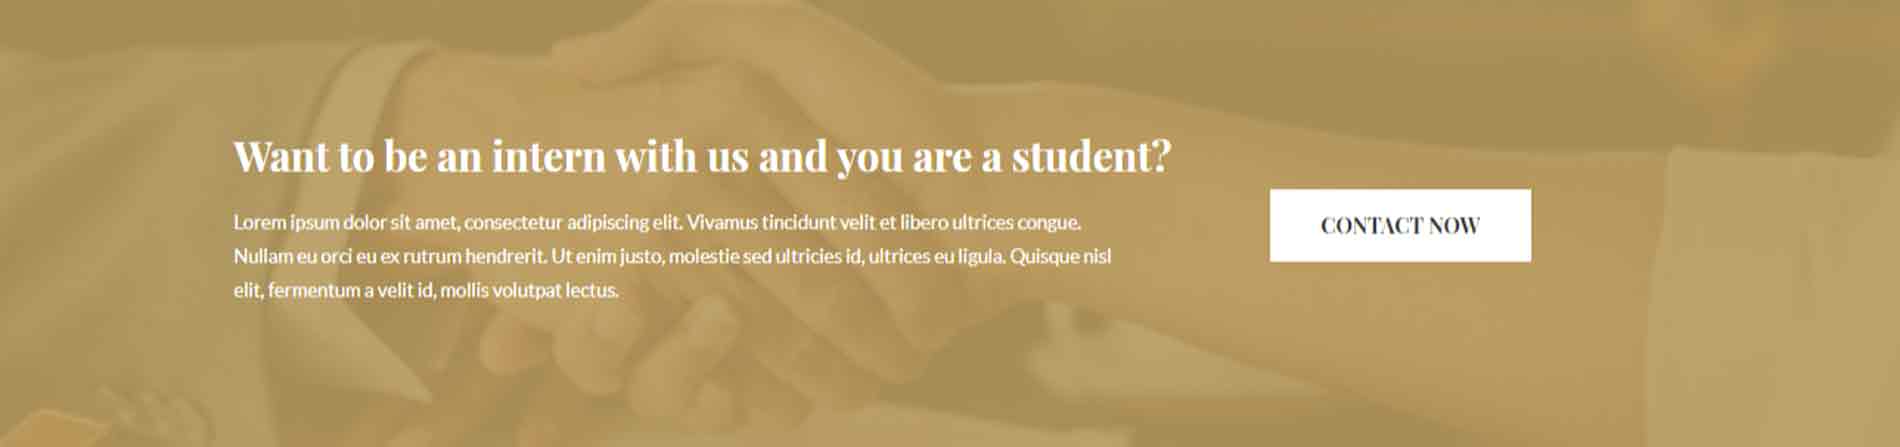 Want to be an intern with us and you are a student?
Lorem ipsum dolor sit amet, consectetur adipiscing elit. Vivamus tincidunt velit et libero ultrices congue.
Nullam eu orci eu ex rutrum hendrerit. Ut enim justo, molestie sed ultricies id, ultrices eu ligula. Quisque nisl
elit, fermentum a velit id, mollis volutpat lectus.
CONTACT NOW